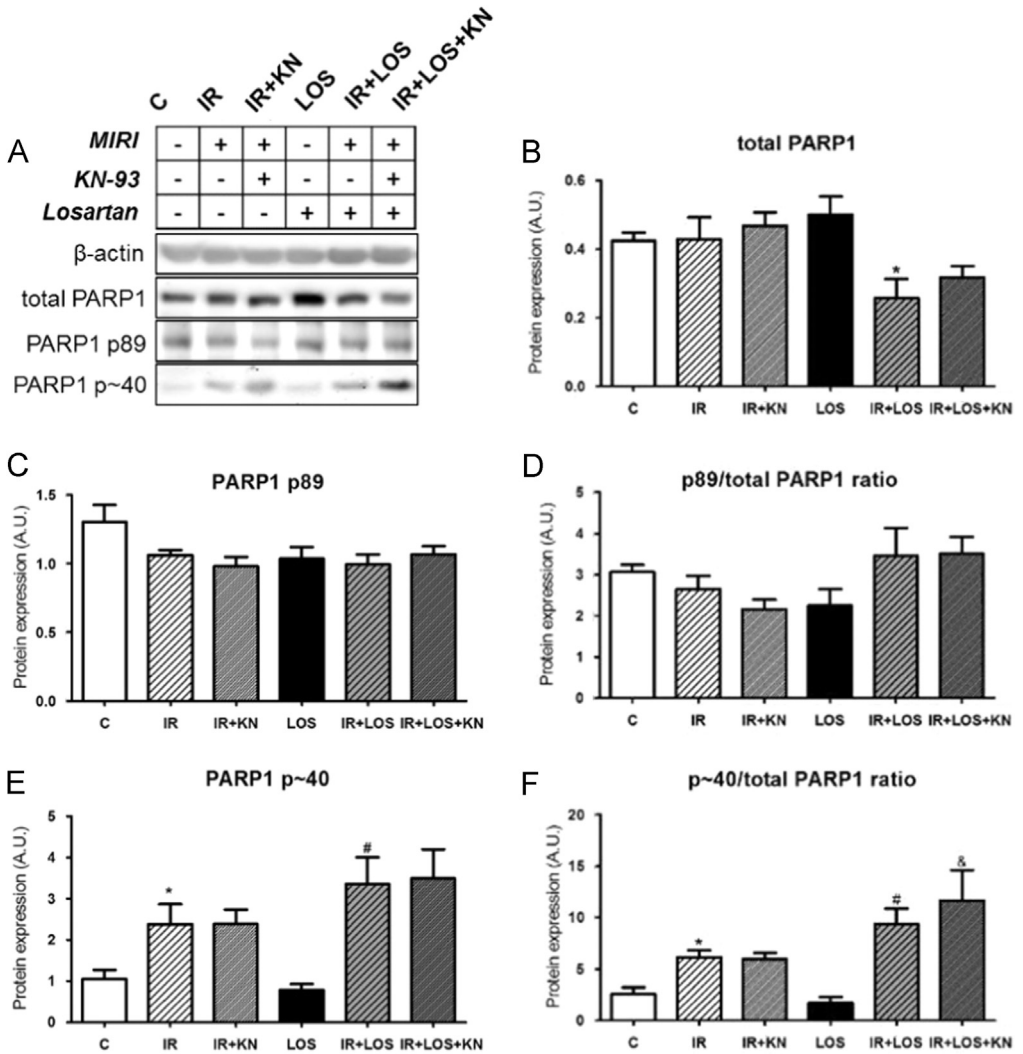 C IR IR+KN LOS IR+LOS IR+LOS+KN
A
MIRI - + + - + +
KN-93 - - + - - +
Losartan - - - + + +
β-actin
total PARP1
PARP1 p89
PARP1 p~40
B
total PARP1
Protein expression (A.U.)
0.6
0.4
0.2
0.0
*
C IR IR+KN LOS IR+LOS IR+LOS+KN
C
PARP1 p89
Protein expression (A.U.)
1.5
1.0
0.5
0.0
C IR IR+KN LOS IR+LOS IR+LOS+KN
D
p89/total PARP1 ratio
Protein expression (A.U.)
5
4
3
2
1
0
C IR IR+KN LOS IR+LOS IR+LOS+KN
E
PARP1 p~40
Protein expression (A.U.)
5
4
3
2
1
0
* #
C IR IR+KN LOS IR+LOS IR+LOS+KN
F
p~40/total PARP1 ratio
Protein expression (A.U.)
20
15
10
5
0
* # &
C IR IR+KN LOS IR+LOS IR+LOS+KN